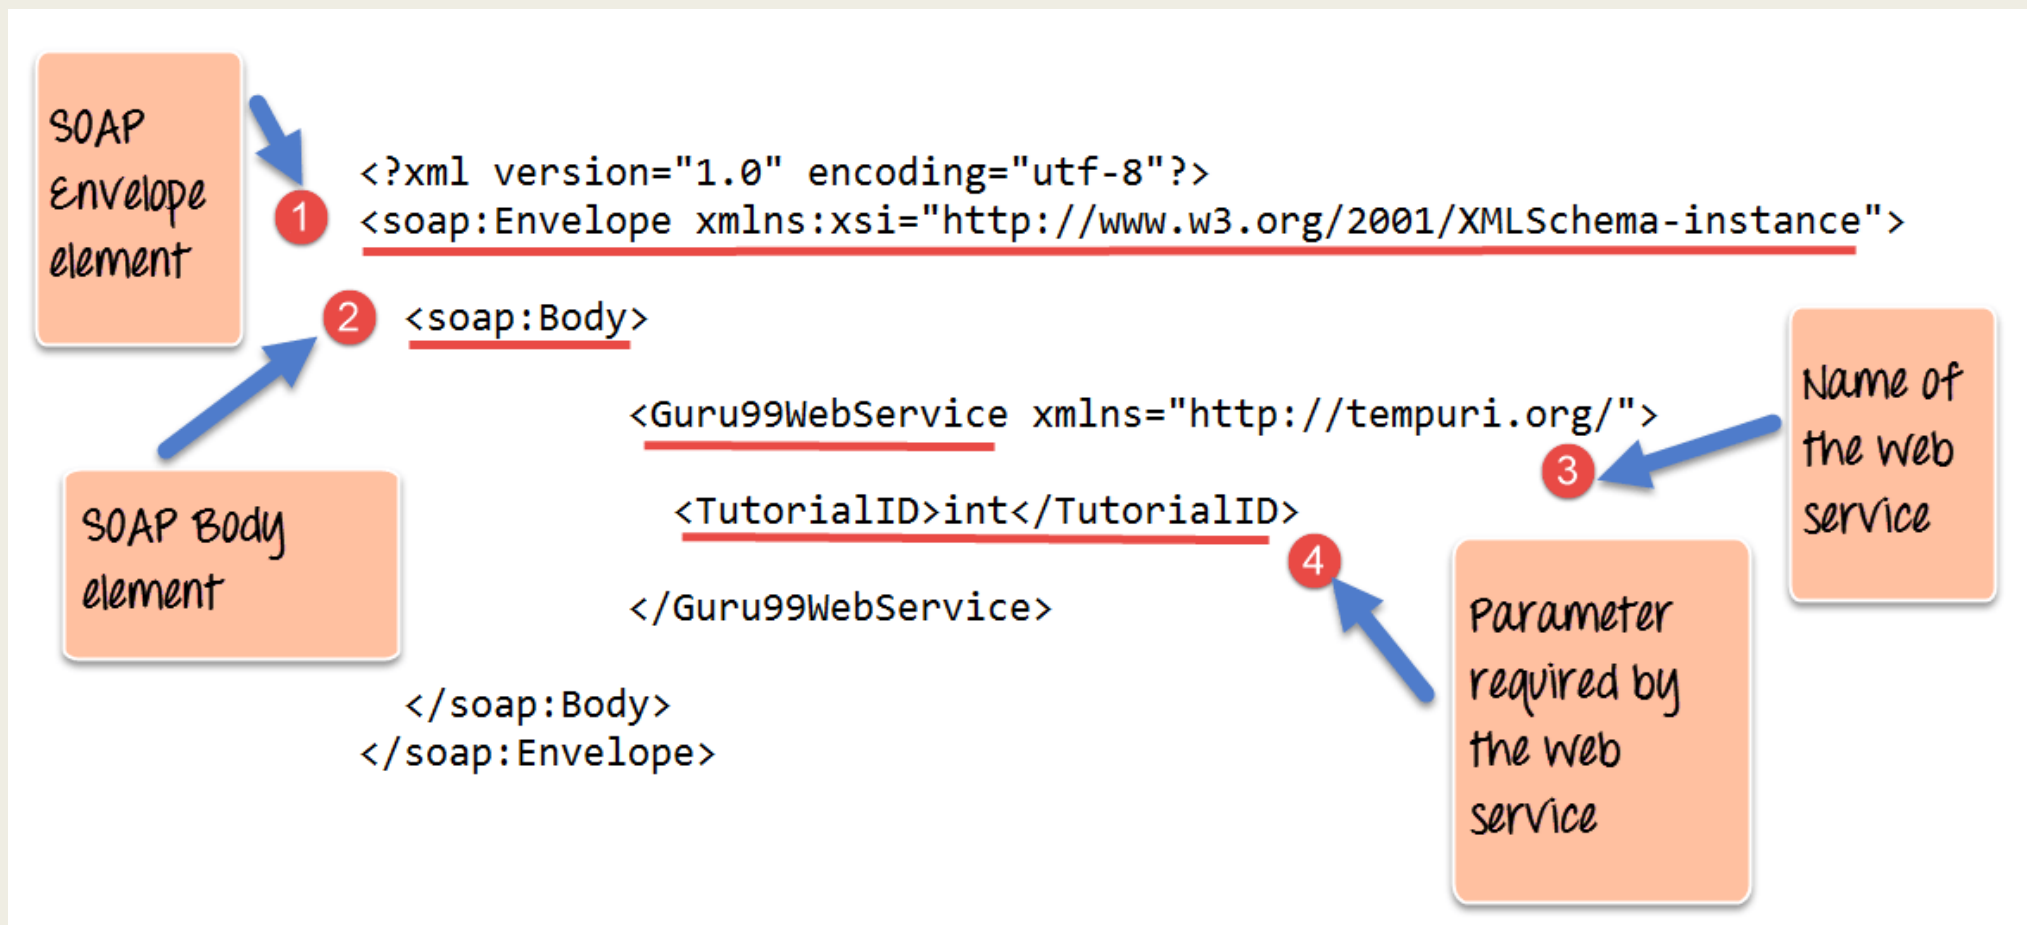 SOAP
Envelope
element
1
<?xml version="1.0" encoding="utf-8"?>
<soap:Envelope xmlns:xsi="http://www.w3.org/2001/XMLSchema-instance">
2
<soap:Body>
SOAP Body
element
<Guru99WebService xmlns="http://tempuri.org/">
3
Name of
the web
service
<TutorialID>int</TutorialID>
4
Parameter
required by
the web
service
</Guru99WebService>
</soap:Body>
</soap:Envelope>